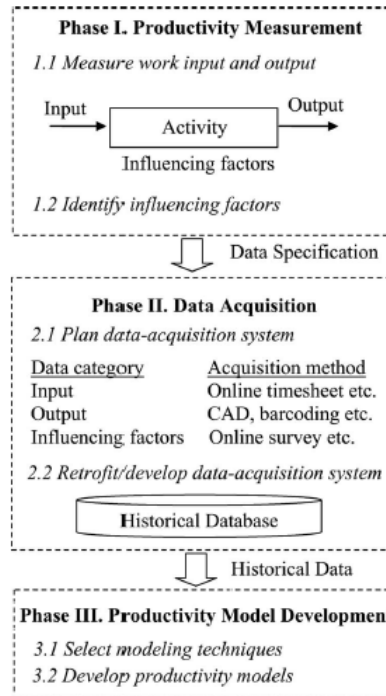 Phase I. Productivity Measurement
1.1 Measure work input and output
Input
Output
Activity
Influencing factors
1.2 Identify influencing factors
Data Specification
Phase II. Data Acquisition
2.1 Plan data-acquisition system
Data category Acquisition method
Input Online timesheet etc.
Output CAD, barcoding etc.
Influencing factors Online survey etc.
2.2 Retrofit/develop data-acquisition system
Historical Database
Historical Data
Phase III. Productivity Model Developmen
3.1 Select modeling techniques
3.2 Develop productivity models